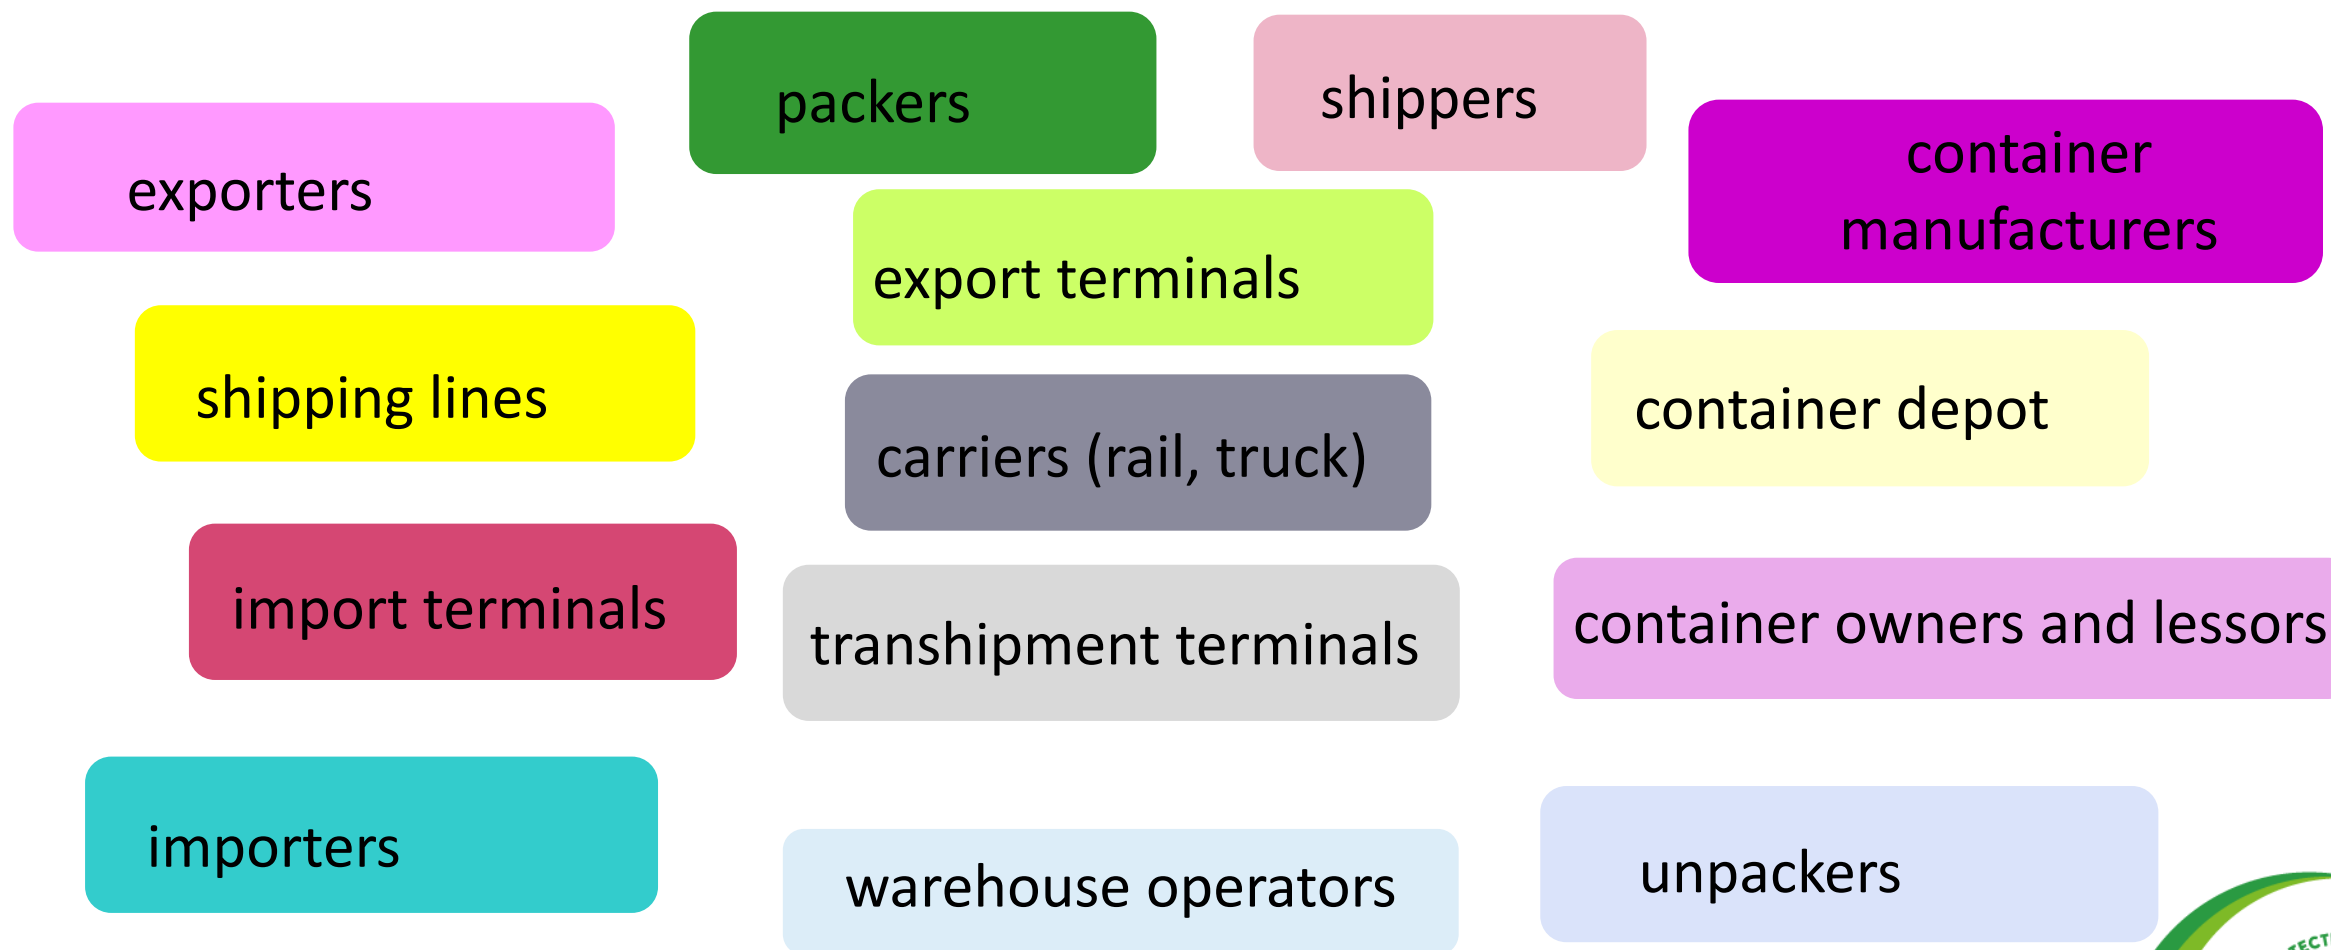 packers
shippers
exporters
container
manufacturers
export terminals
shipping lines
container depot
carriers (rail, truck)
import terminals
transhipment terminals
container owners and lessors
importers
warehouse operators
unpackers